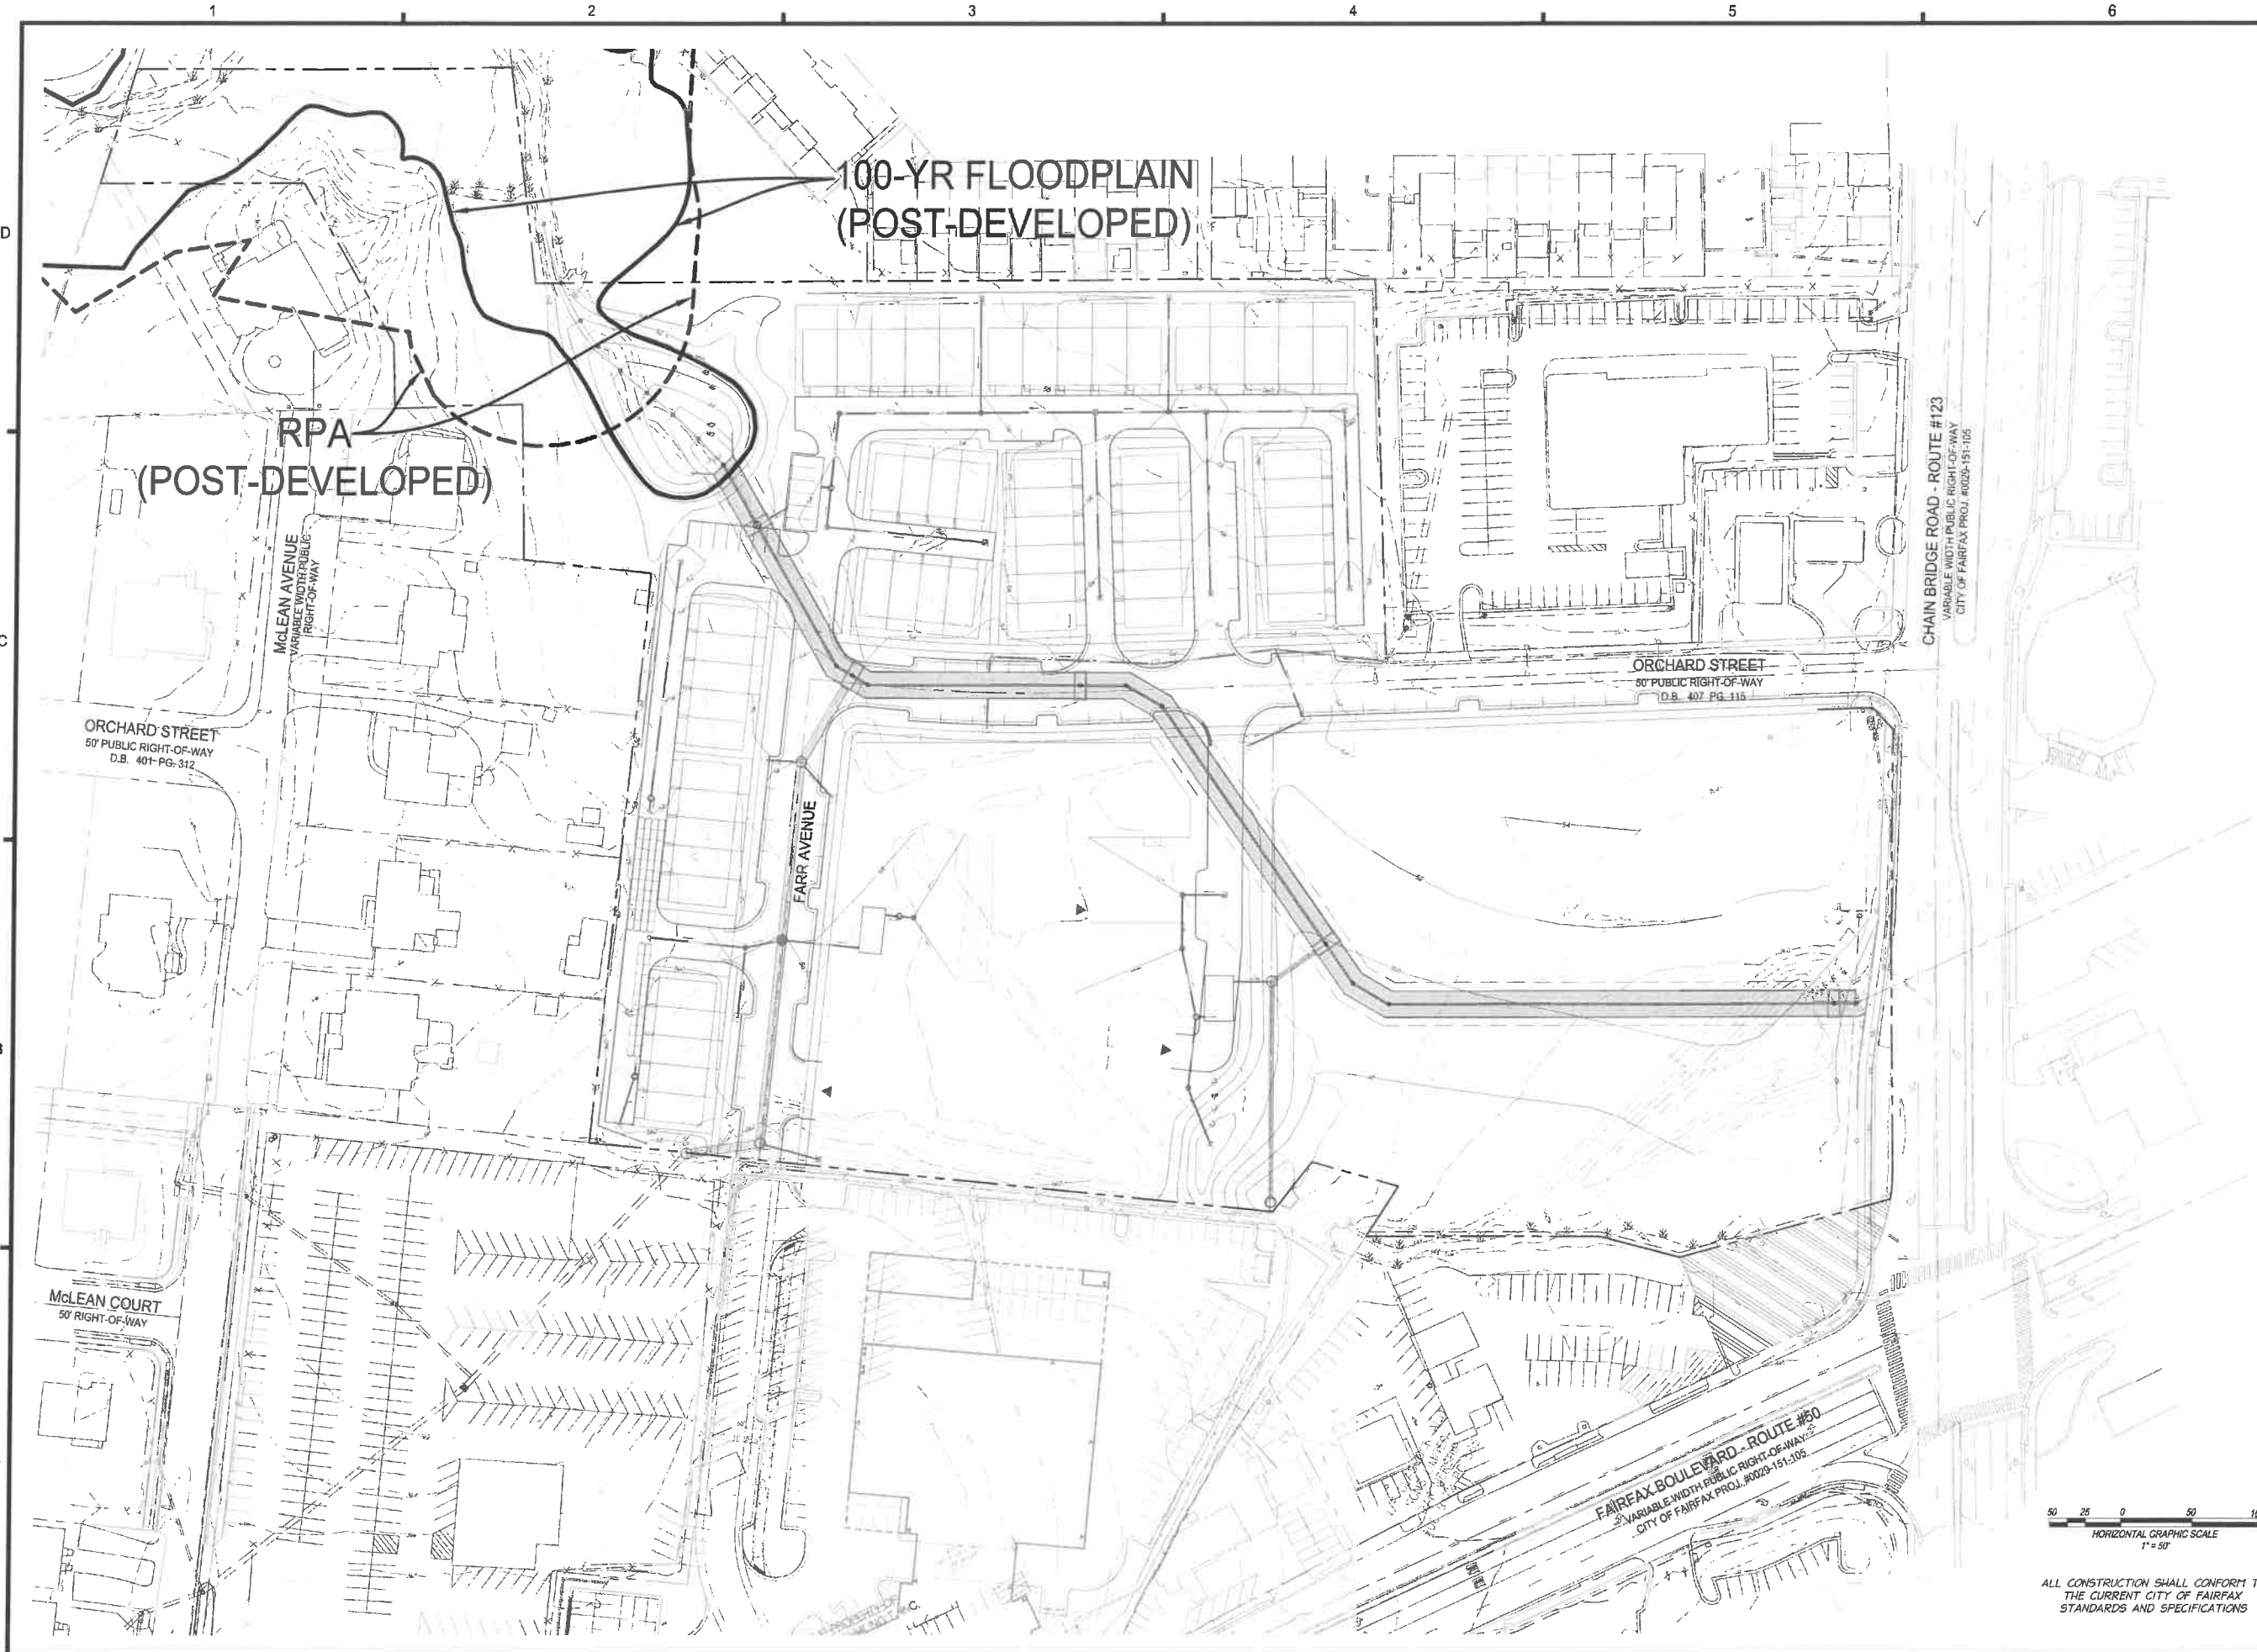 1
2
3
4
5
6
D
C
100-YR FLOODPLAIN
(POST-DEVELOPED)
RPA
(POST-DEVELOPED)
McLEAN AVENUE
VARIABLE WIDTH PUBLIC
RIGHT-OF-WAY
CHAIN BRIDGE ROAD - ROUTE #123
VARIABLE WIDTH PUBLIC RIGHT-OF-WAY
CITY OF FAIRFAX PROJ. #0029-151-105
ORCHARD STREET
50' PUBLIC RIGHT-OF-WAY
D.B. 407 PG. 115
ORCHARD STREET
50' PUBLIC RIGHT-OF-WAY
D.B. 401 PG. 312
FARR AVENUE
McLEAN COURT
50' RIGHT-OF-WAY
FAIRFAX BOULEVARD - ROUTE #50
VARIABLE WIDTH PUBLIC RIGHT-OF-WAY
CITY OF FAIRFAX PROJ. #0029-151-105
50 25 0 50
HORIZONTAL GRAPHIC SCALE
1" = 50'
ALL CONSTRUCTION SHALL CONFORM T
THE CURRENT CITY OF FAIRFAX
STANDARDS AND SPECIFICATIONS